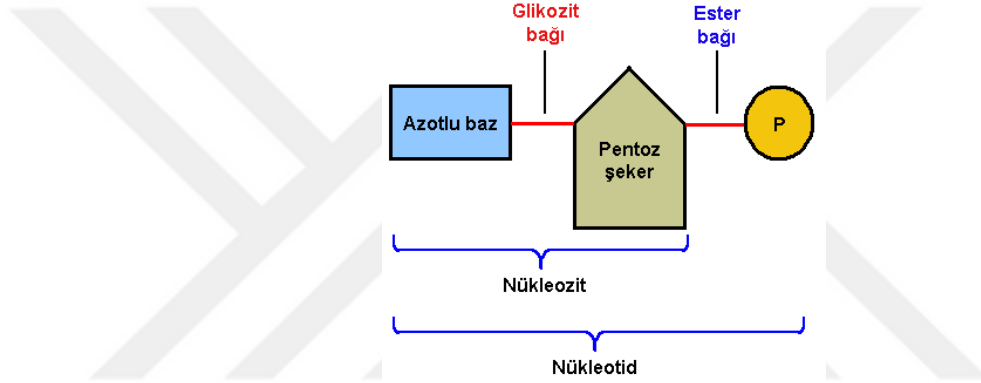 Glikozit
bağı
Ester
bağı
Azotlu baz
Pentoz
şeker
P
Nükleozit
Nükleotid